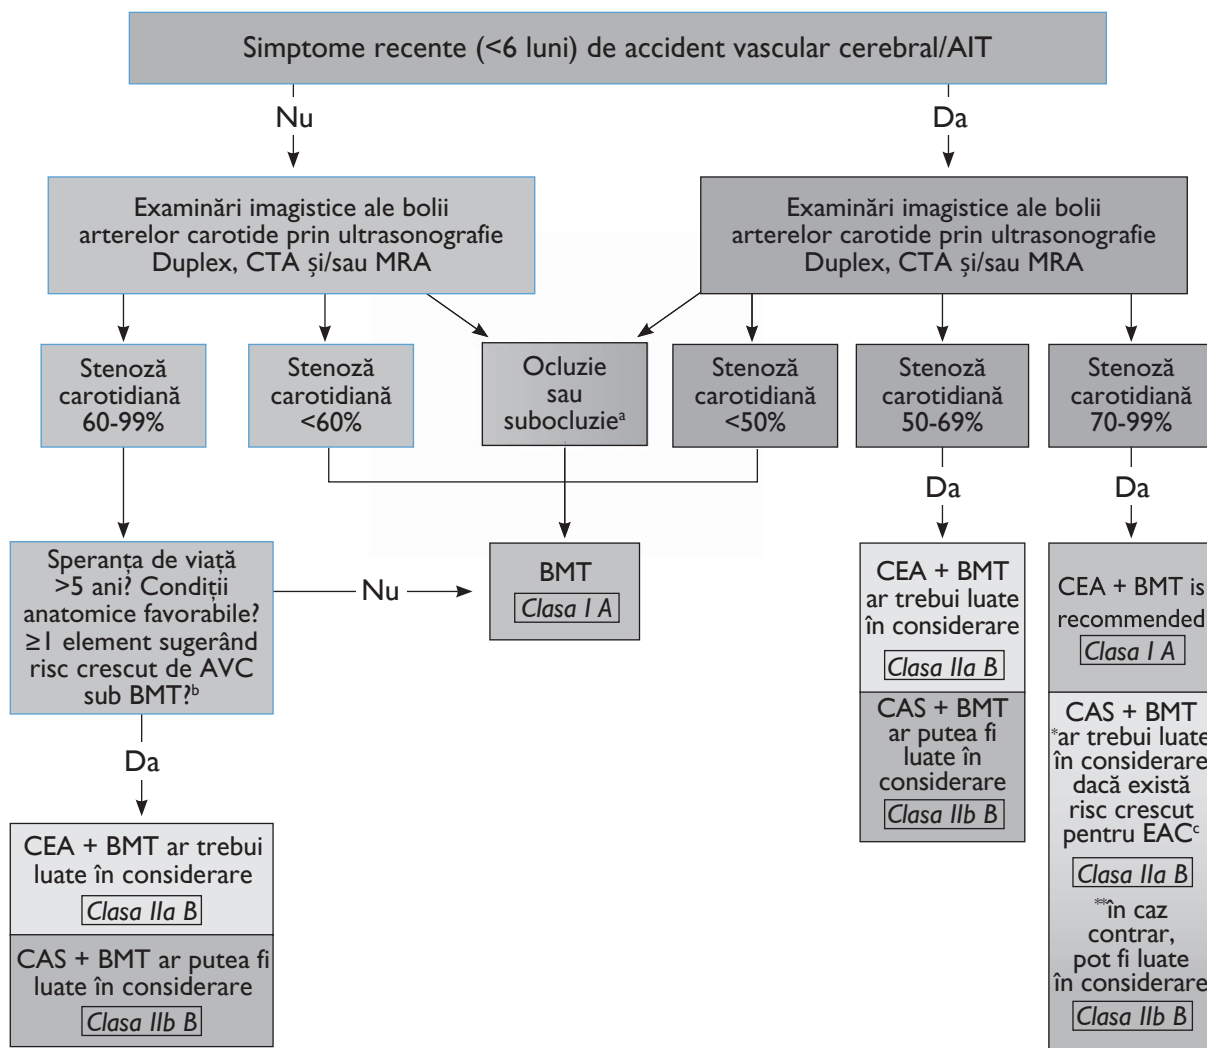 Simptome recente (<6 luni) de accident vascular cerebral/AIT
Nu
Da
Examinări imagistice ale bolii
arterelor carotide prin ultrasonografie
Duplex, CTA și/sau MRA
Examinări imagistice ale bolii
arterelor carotide prin ultrasonografie
Duplex, CTA și/sau MRA
Stenoză
carotidiană
60-99%
Stenoză
carotidiană
<60%
Ocluzie
sau
subocluzieᵃ
Stenoză
carotidiană
<50%
Stenoză
carotidiană
50-69%
Stenoză
carotidiană
70-99%
Da
Da
Speranța de viață
>5 ani? Condiții
anatomice favorabile?
≥1 element sugerând
risc crescut de AVC
sub BMT?ᵇ
Nu
BMT
Clasa I A
CEA + BMT
ar trebui luate
în considerare
Clasa IIa B
CAS + BMT
ar putea fi
luate în
considerare
Clasa IIb B
CEA + BMT is
recommended
Clasa I A
CAS + BMT
*ar trebui luate
în considerare
dacă există
risc crescut
pentru EACᶜ
Clasa IIa B
**în caz
contrar,
pot fi luate
în considerare
Clasa IIb B
Da
CEA + BMT ar trebui
luate în considerare
Clasa IIa B
CAS + BMT ar putea fi
luate în considerare
Clasa IIb B